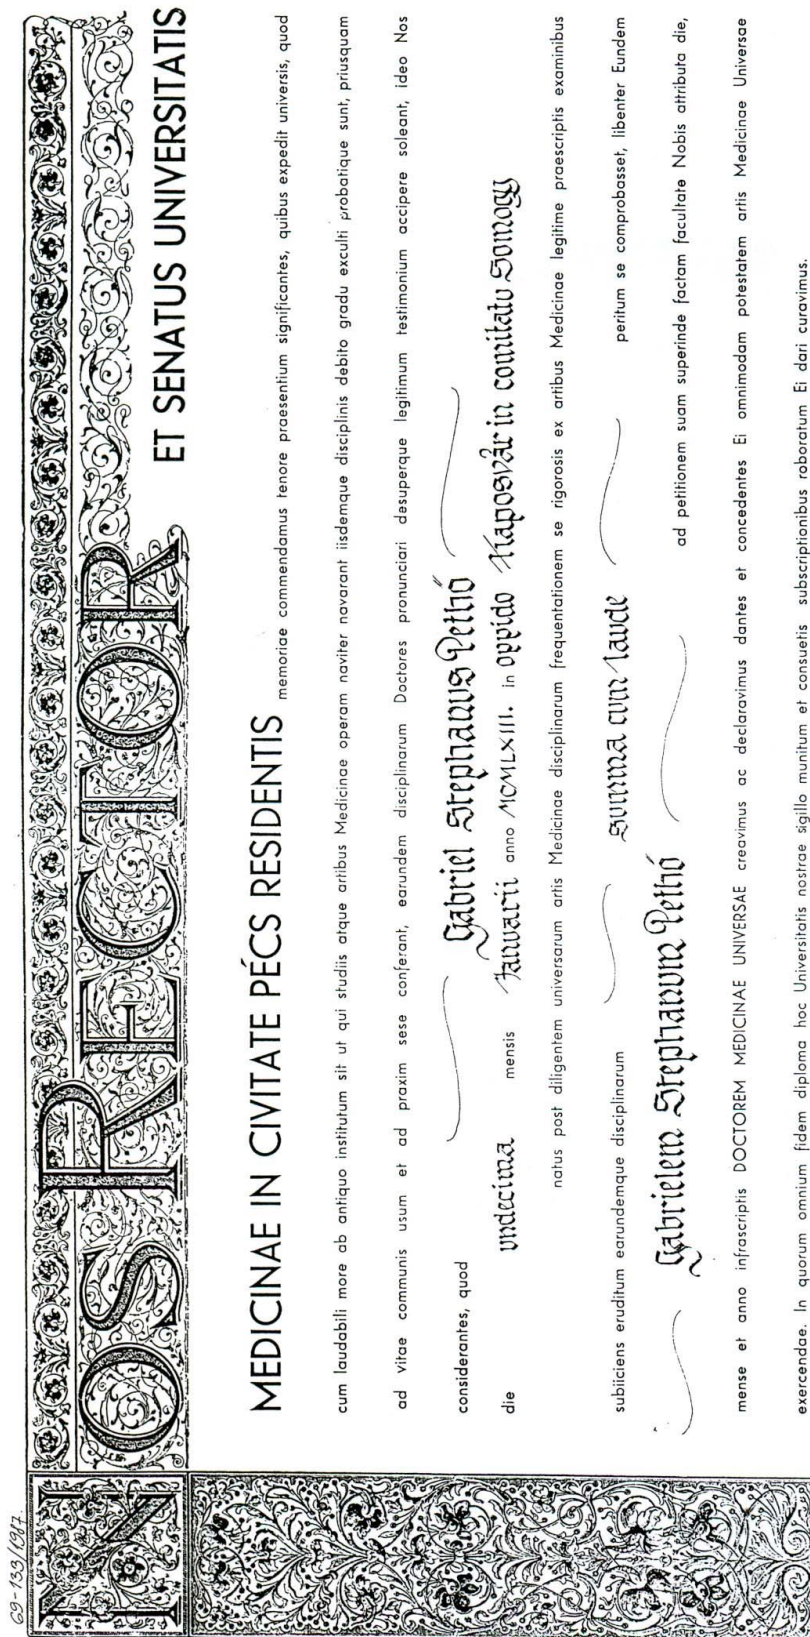 69-133/1987.
NOS RECTOR
ET SENATUS UNIVERSITATIS
MEDICINAE IN CIVITATE PÉCS RESIDENTIS
memoriae commendamus tenore praesentium significantes, quibus expedit universis, quod
cum laudabili more ab antiquo institutum sit ut qui studiis atque artibus Medicinae operam naviter navarant iisdemque disciplinis debito gradu exculti probatique sunt, priusquam
ad vitae communis usum et ad praxim sese conferant, earundem disciplinarum Doctores pronunciari desuperque legitimum testimonium accipere soleant, ideo Nos
considerantes, quod Gabriel Stephanus Pethő
die undecima mensis Januarii anno MCMLXIII. in oppido Kaposvár in comitatu Somogy
natus post diligentem universarum artis Medicinae disciplinarum frequentationem se rigorosis ex artibus Medicinae legitime praescriptis examinibus
subiiciens eruditum earundemque disciplinarum summa cum laude peritum se comprobasset, libenter Eundem
Gabrielem Stephanum Pethő ad petitionem suam superinde factam facultate Nobis attributa die,
mense et anno infrascriptis DOCTOREM MEDICINAE UNIVERSAE creavimus ac declaravimus dantes et concedentes Ei omnimodam potestatem artis Medicinae Universae
exercendae. In quorum omnium fidem diploma hoc Universitatis nostrae sigillo munitum et consuetis subscriptionibus roboratum Ei dari curavimus.